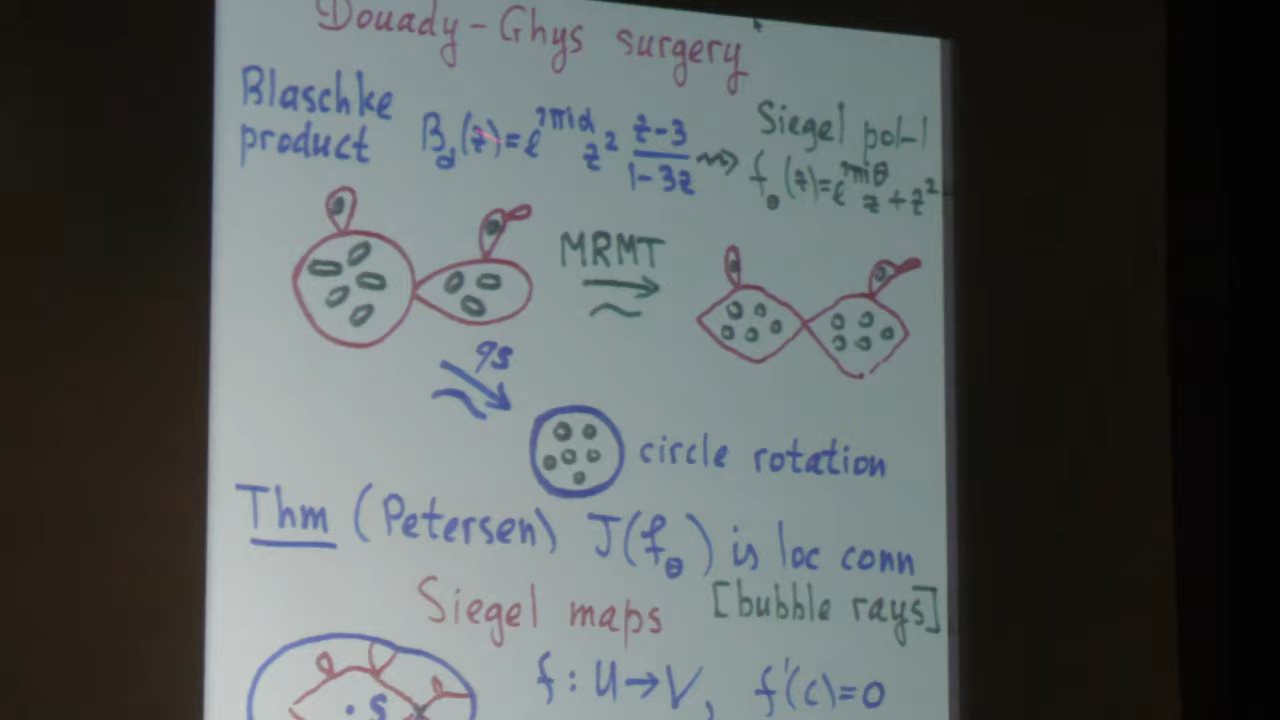 Douady-Ghys surgery
Blaschke product B_α(z)=e^{2πiα} z² (z-3)/(1-3z) ⇝ Siegel pol-l f_θ(z)=e^{2πiθ} z+z²
MRMT
qs
circle rotation
Thm (Petersen) J(f_θ) is loc conn
Siegel maps [bubble rays]
f: U→V, f'(c)=0
S